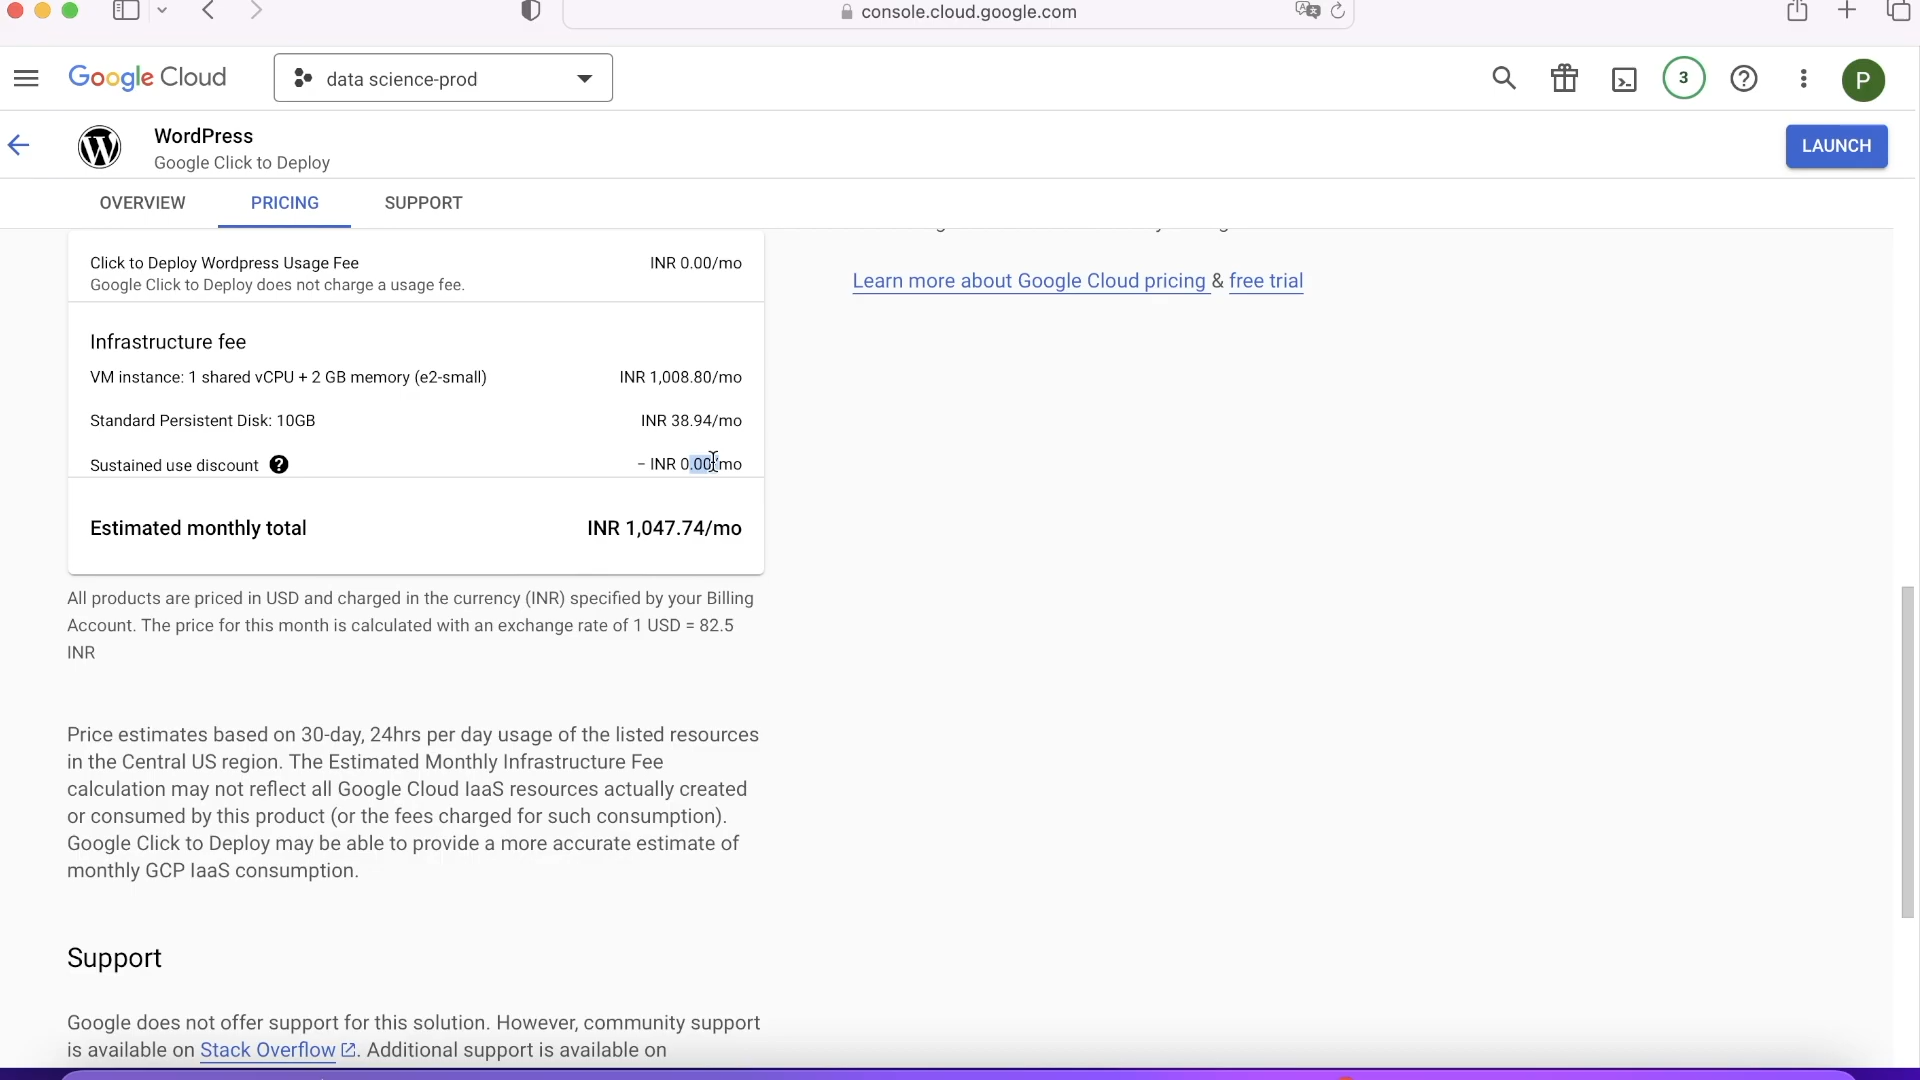 console.cloud.google.com
Google Cloud
data science-prod
3
P
WordPress
Google Click to Deploy
LAUNCH
OVERVIEW
PRICING
SUPPORT
Click to Deploy Wordpress Usage Fee
INR 0.00/mo
Google Click to Deploy does not charge a usage fee.
Learn more about Google Cloud pricing & free trial
Infrastructure fee
VM instance: 1 shared vCPU + 2 GB memory (e2-small)
INR 1,008.80/mo
Standard Persistent Disk: 10GB
INR 38.94/mo
Sustained use discount
− INR 0.00/mo
Estimated monthly total
INR 1,047.74/mo
All products are priced in USD and charged in the currency (INR) specified by your Billing
Account. The price for this month is calculated with an exchange rate of 1 USD = 82.5
INR
Price estimates based on 30-day, 24hrs per day usage of the listed resources
in the Central US region. The Estimated Monthly Infrastructure Fee
calculation may not reflect all Google Cloud IaaS resources actually created
or consumed by this product (or the fees charged for such consumption).
Google Click to Deploy may be able to provide a more accurate estimate of
monthly GCP IaaS consumption.
Support
Google does not offer support for this solution. However, community support
is available on Stack Overflow. Additional support is available on